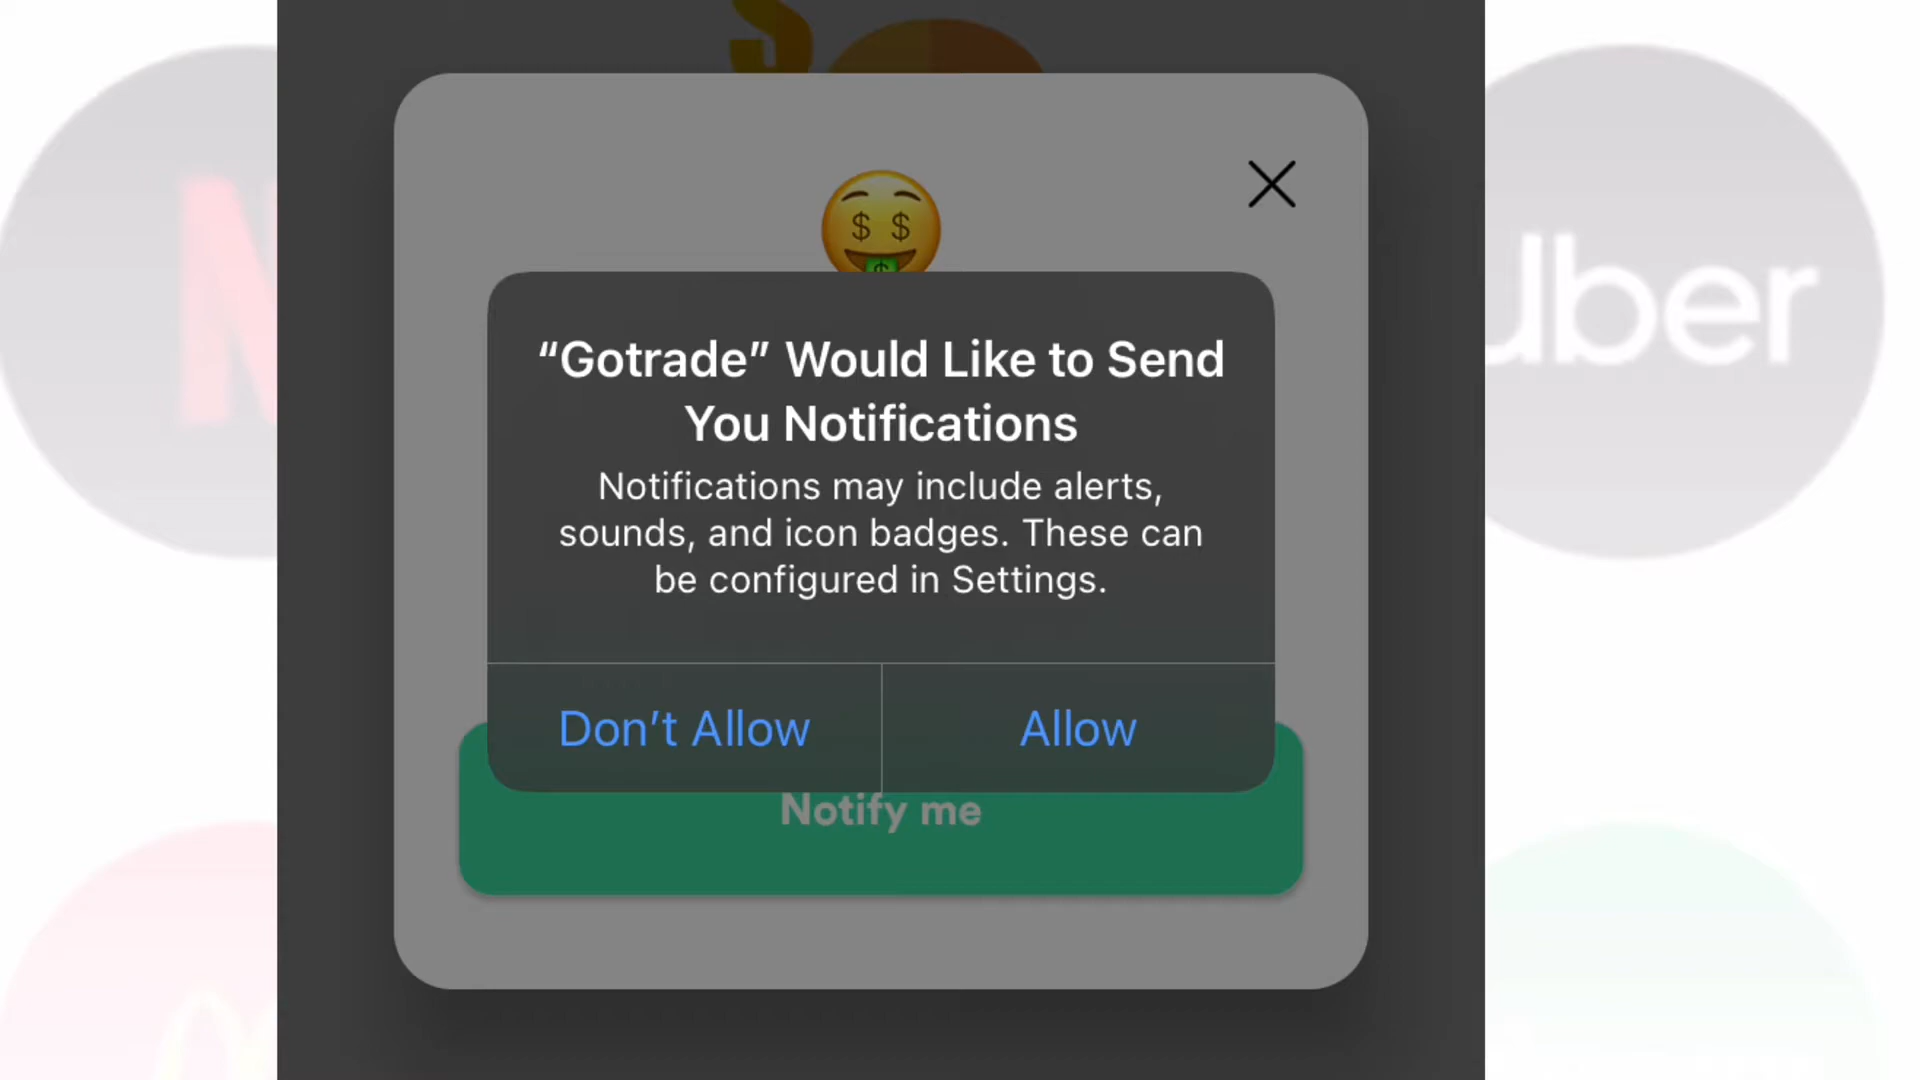 “Gotrade” Would Like to Send
You Notifications
Notifications may include alerts,
sounds, and icon badges. These can
be configured in Settings.
Don’t Allow
Allow
Notify me
N
uber
$ $
$